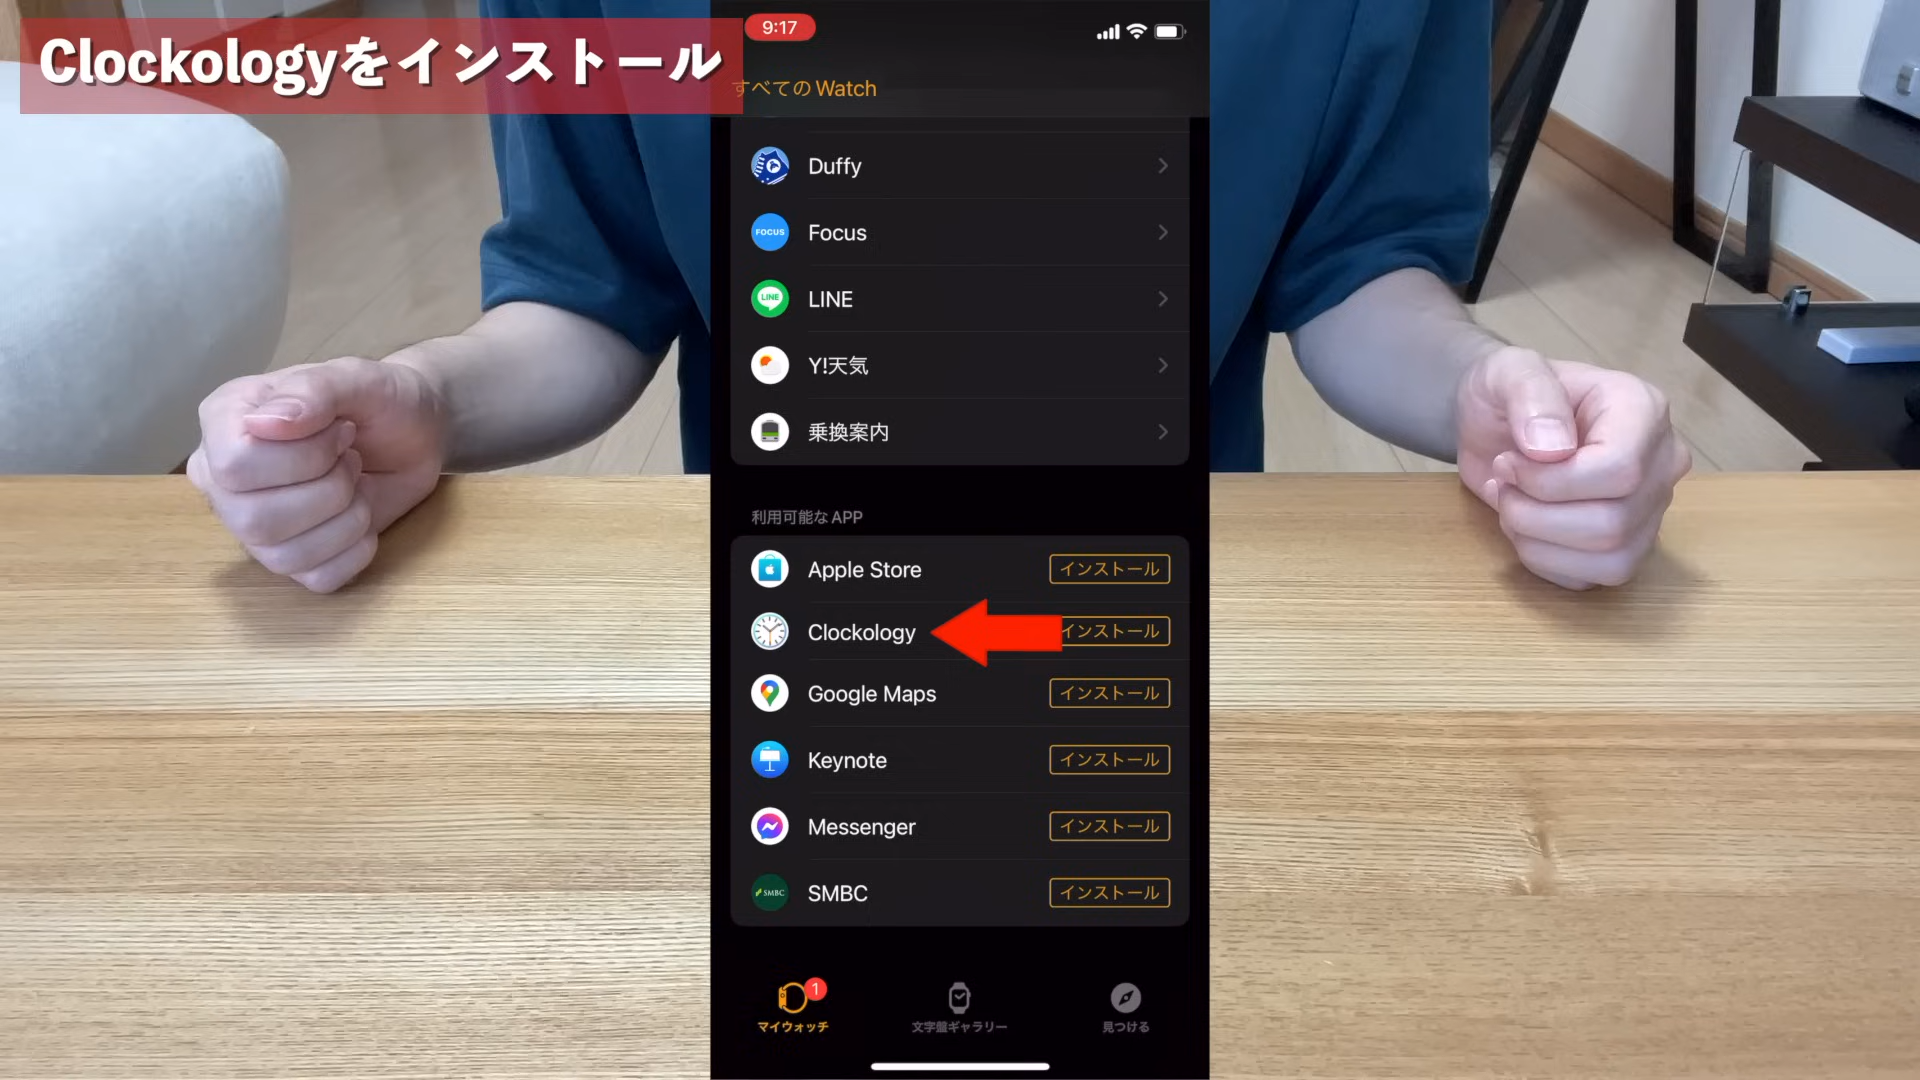 Clockologyをインストール
9:17
すべてのWatch
Duffy
FOCUS
Focus
LINE
LINE
Y!天気
乗換案内
利用可能なAPP
Apple Store
インストール
Clockology
インストール
Google Maps
インストール
Keynote
インストール
Messenger
インストール
SMBC
SMBC
インストール
1
マイウォッチ
文字盤ギャラリー
見つける